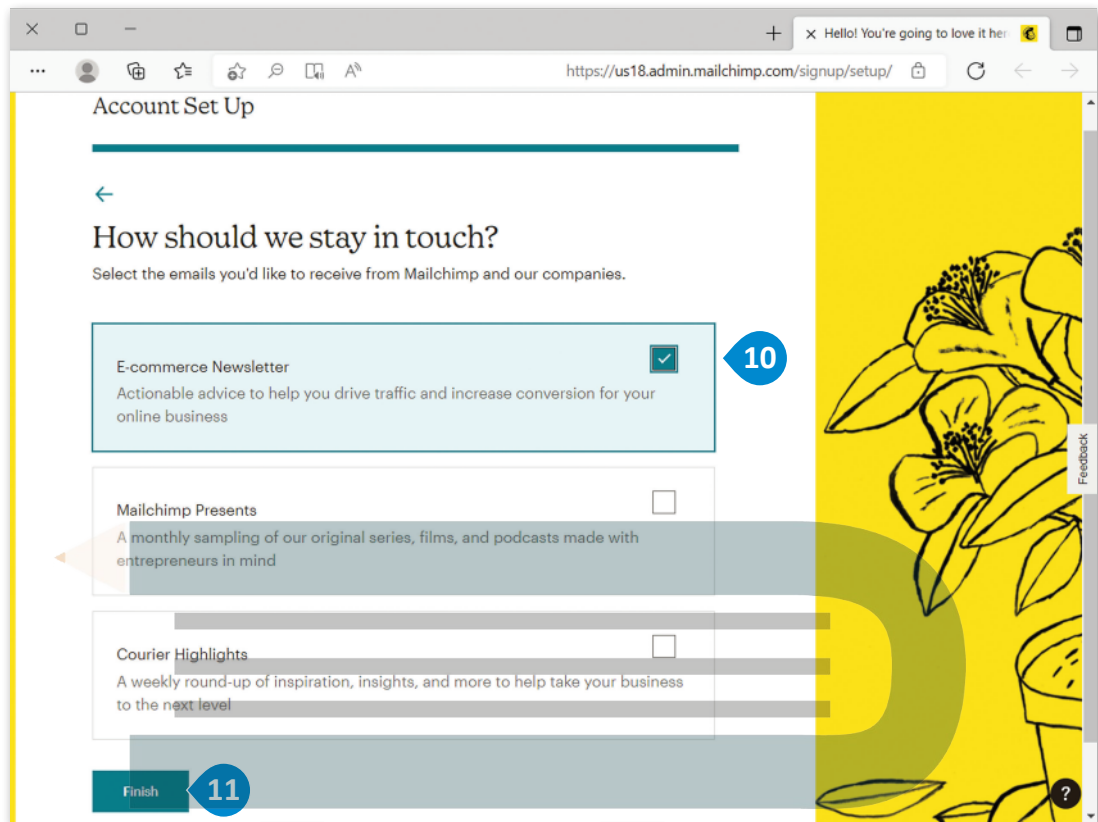 Hello! You're going to love it her
https://us18.admin.mailchimp.com/signup/setup/
Account Set Up
How should we stay in touch?
Select the emails you'd like to receive from Mailchimp and our companies.
E-commerce Newsletter
10
Actionable advice to help you drive traffic and increase conversion for your
online business
Mailchimp Presents
A monthly sampling of our original series, films, and podcasts made with
entrepreneurs in mind
Courier Highlights
A weekly round-up of inspiration, insights, and more to help take your business
to the next level
Finish
11
Feedback
?